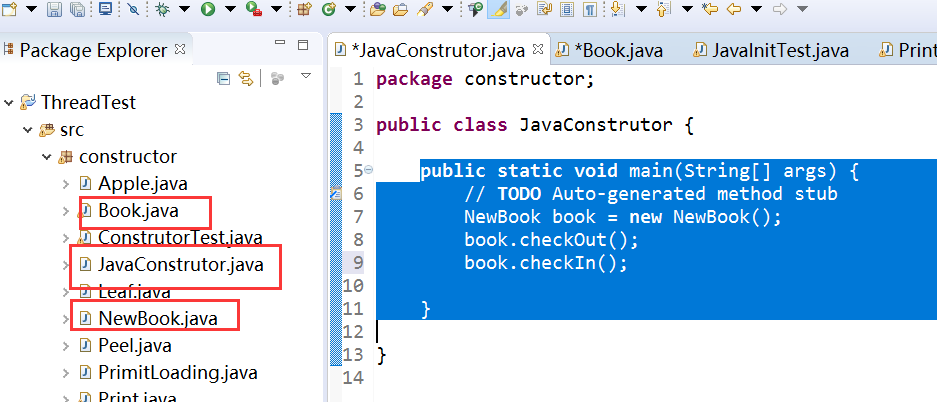 Package Explorer
ThreadTest
src
constructor
Apple.java
Book.java
ConstrutorTest.java
JavaConstrutor.java
Leaf.java
NewBook.java
Peel.java
PrimitLoading.java
Print.java
*JavaConstrutor.java *Book.java JavaInitTest.java Print
1 package constructor;
2
3 public class JavaConstrutor {
4
5 public static void main(String[] args) {
6 // TODO Auto-generated method stub
7 NewBook book = new NewBook();
8 book.checkOut();
9 book.checkIn();
10
11 }
12
13 }
14